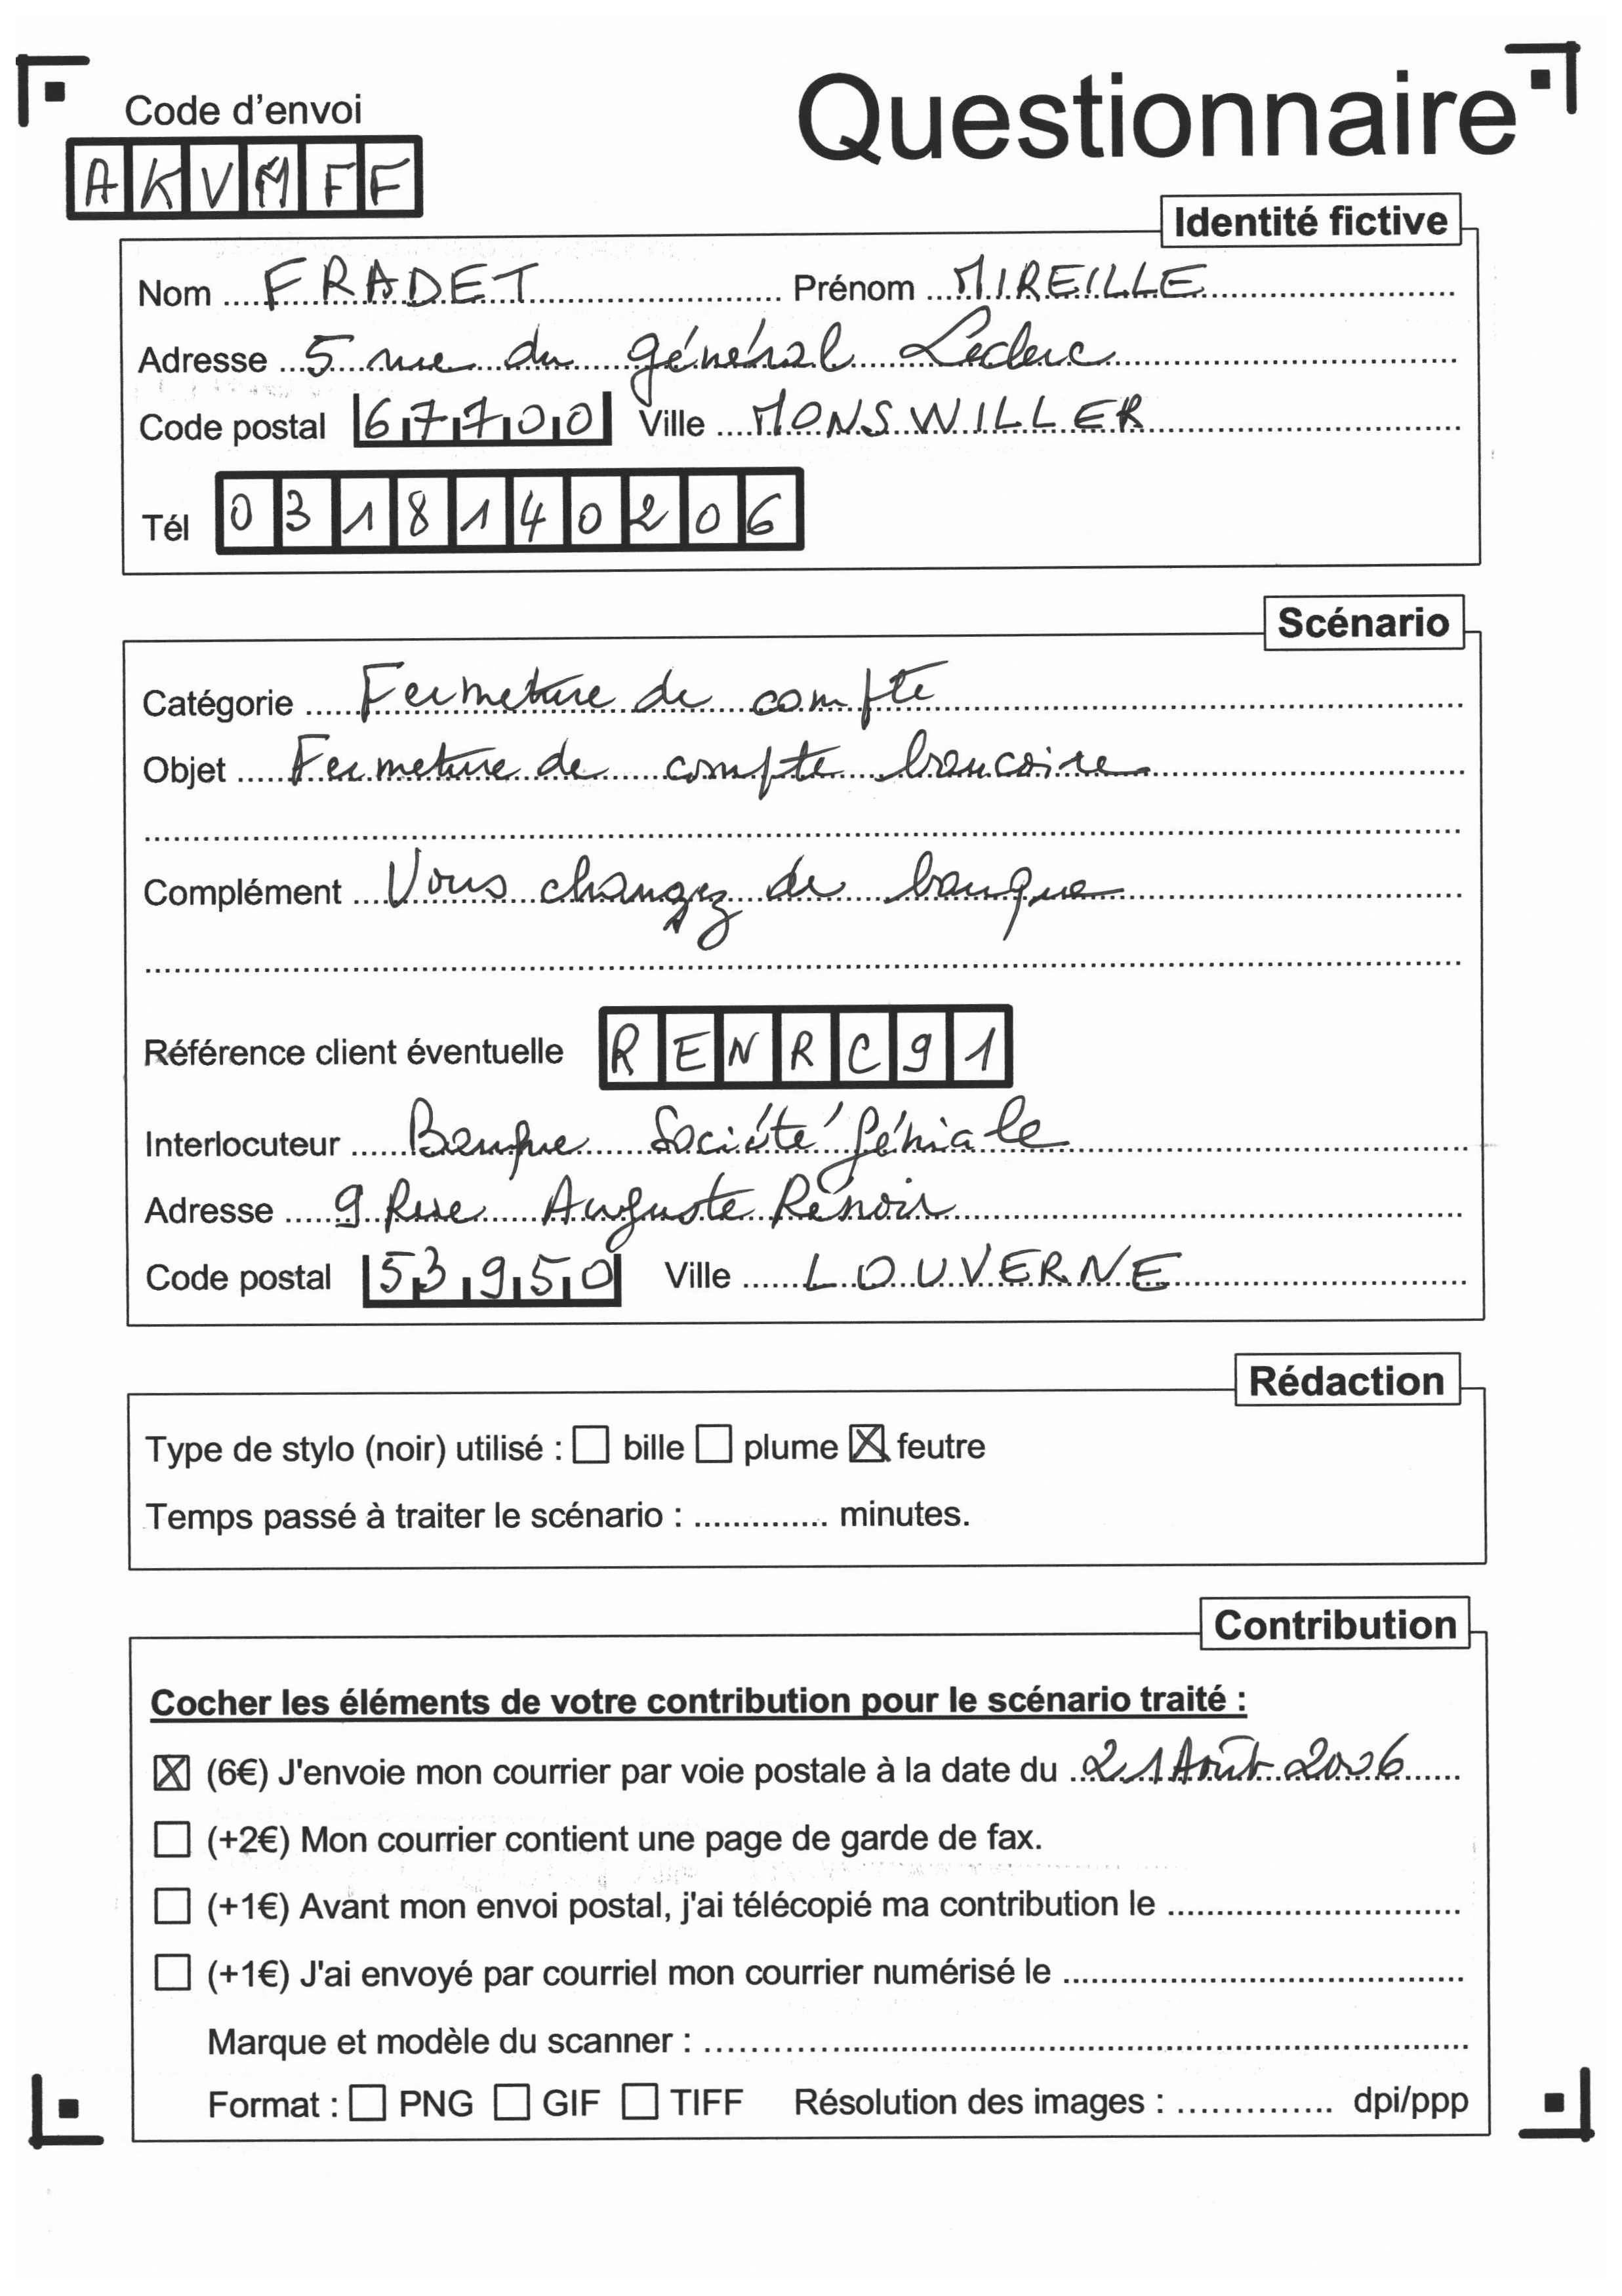 Code d'envoi
Questionnaire
AKVMFF
Identité fictive
Nom FRADET Prénom MIREILLE
Adresse 5 rue du général Leclerc
Code postal 67700 Ville MONSWILLER
Tél 0318140206
Scénario
Catégorie Fermeture de compte
Objet Fermeture de compte bancaire
Complément Vous changez de banque
Référence client éventuelle RENRC91
Interlocuteur Banque Société Géniale
Adresse 9 Rue Auguste Renoir
Code postal 53950 Ville LOUVERNE
Rédaction
Type de stylo (noir) utilisé : ☐ bille ☐ plume ☒ feutre
Temps passé à traiter le scénario : .............. minutes.
Contribution
Cocher les éléments de votre contribution pour le scénario traité :
☒ (6€) J'envoie mon courrier par voie postale à la date du 21 Août 2006
☐ (+2€) Mon courrier contient une page de garde de fax.
☐ (+1€) Avant mon envoi postal, j'ai télécopié ma contribution le ..............................
☐ (+1€) J'ai envoyé par courriel mon courrier numérisé le ..............................
Marque et modèle du scanner : ..............................
Format : ☐ PNG ☐ GIF ☐ TIFF Résolution des images : .............. dpi/ppp